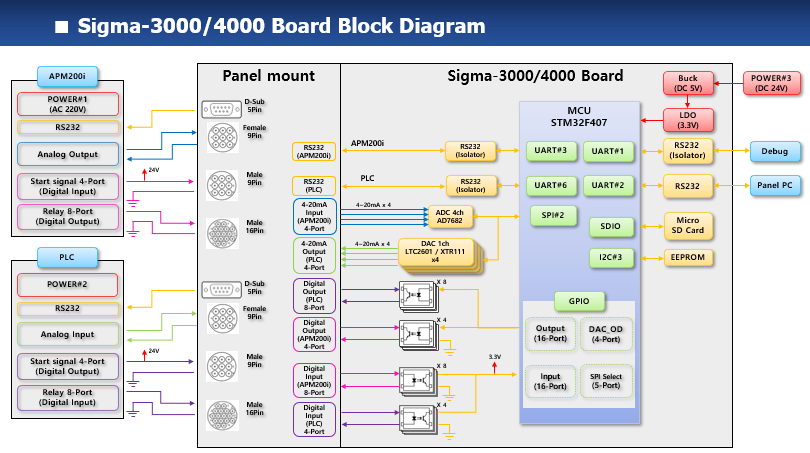 ■ Sigma-3000/4000 Board Block Diagram
APM200i
POWER#1
(AC 220V)
RS232
Analog Output
24V
Start signal 4-Port
(Digital Input)
Relay 8-Port
(Digital Output)
PLC
POWER#2
RS232
Analog Input
24V
Start signal 4-Port
(Digital Output)
Relay 8-Port
(Digital Input)
Panel mount
D-Sub
5Pin
Female
9Pin
Male
9Pin
Male
16Pin
D-Sub
5Pin
Female
9Pin
Male
9Pin
Male
16Pin
RS232
(APM200i)
RS232
(PLC)
4-20mA
Input
(APM200i)
4-Port
4-20mA
Output
(PLC)
4-Port
Digital
Output
(PLC)
8-Port
Digital
Output
(APM200i)
4-Port
Digital
Input
(APM200i)
8-Port
Digital
Input
(PLC)
4-Port
Sigma-3000/4000 Board
APM200i
RS232
(Isolator)
PLC
RS232
(Isolator)
4~20mA x 4
ADC 4ch
AD7682
4~20mA x 4
DAC 1ch
LTC2601 / XTR111
x4
X 8
X 4
3.3V
X 8
X 4
MCU
STM32F407
UART#3
UART#1
UART#6
UART#2
SPI#2
SDIO
I2C#3
GPIO
Output
(16-Port)
DAC_OD
(4-Port)
Input
(16-Port)
SPI Select
(5-Port)
Buck
(DC 5V)
POWER#3
(DC 24V)
LDO
(3.3V)
RS232
(Isolator)
Debug
RS232
Panel PC
Micro
SD Card
EEPROM